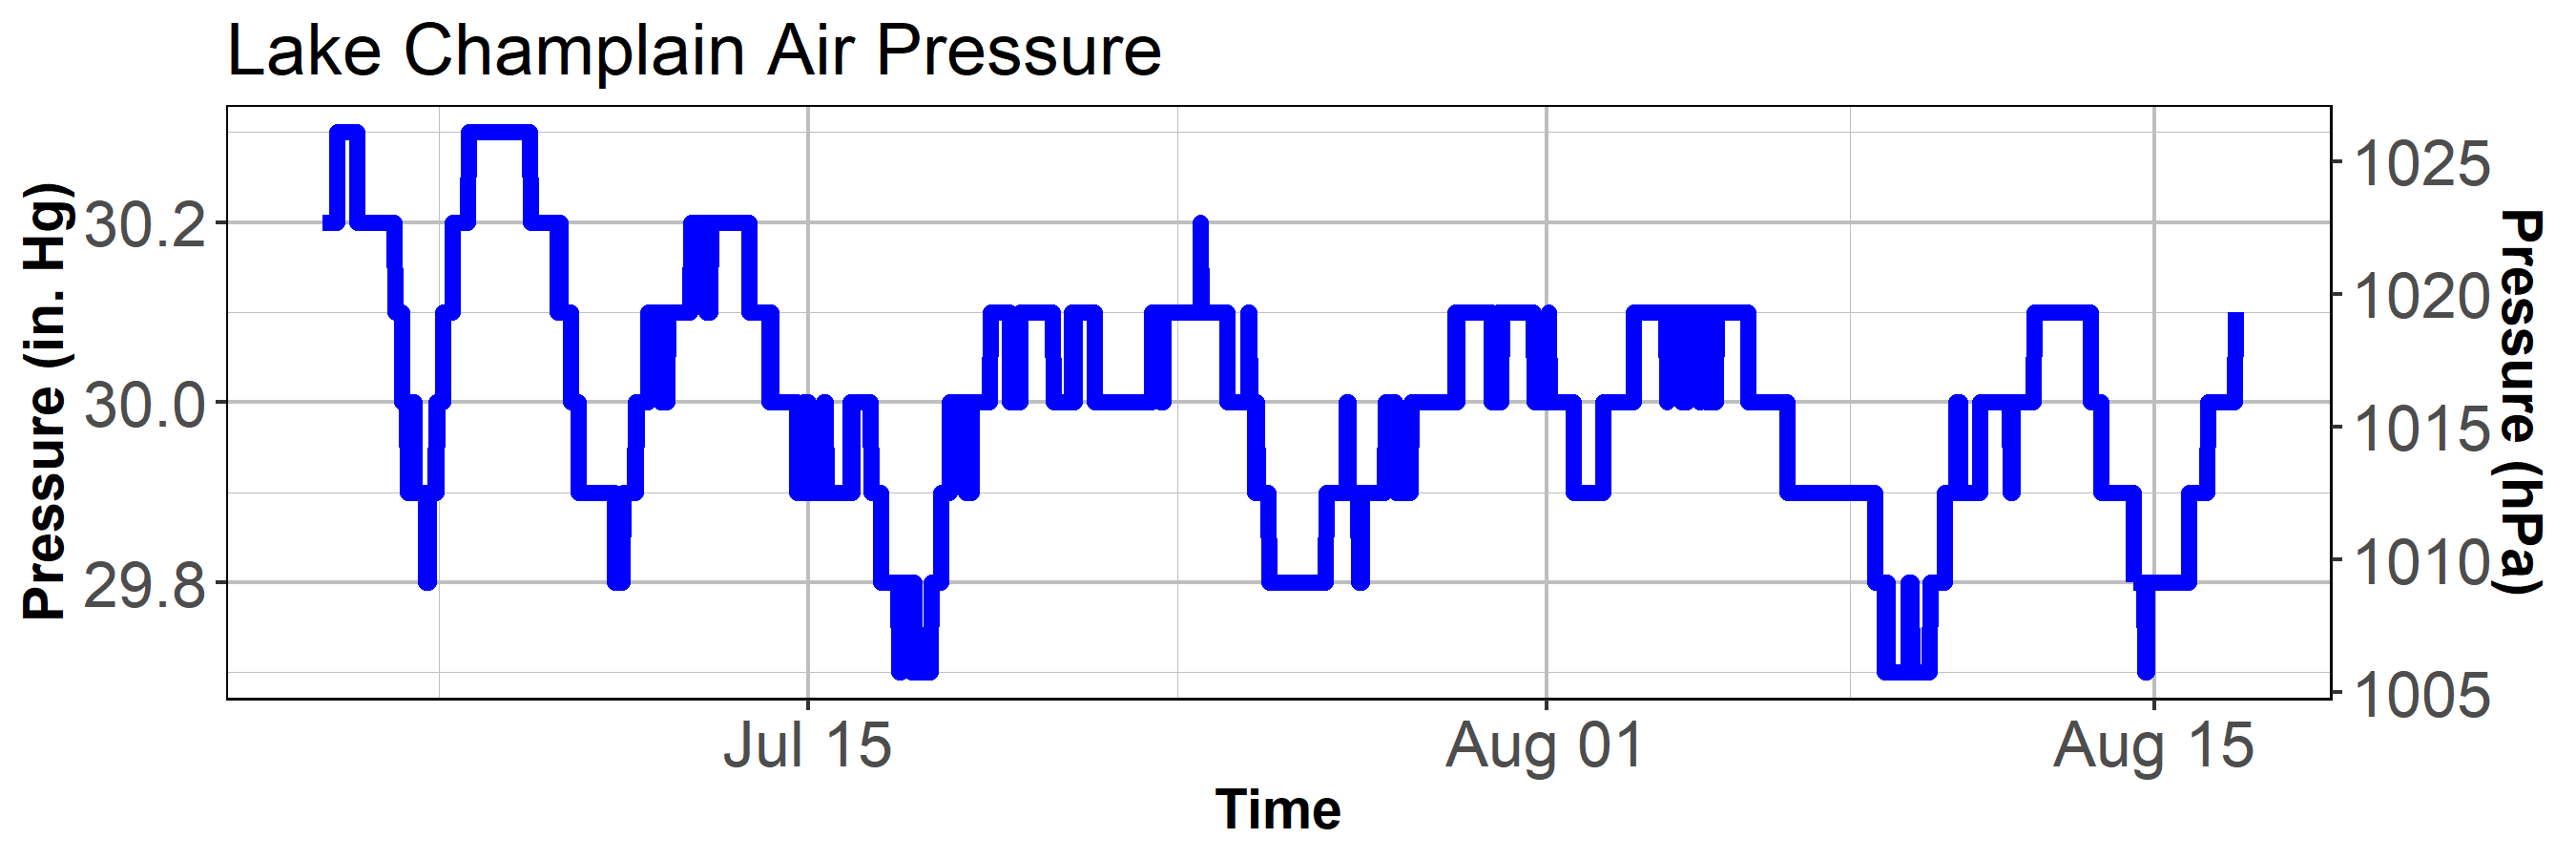 Lake Champlain Air Pressure
Pressure (in. Hg)
30.2
30.0
29.8
1025
1020
1015
1010
1005
Pressure (hPa)
Jul 15
Aug 01
Aug 15
Time